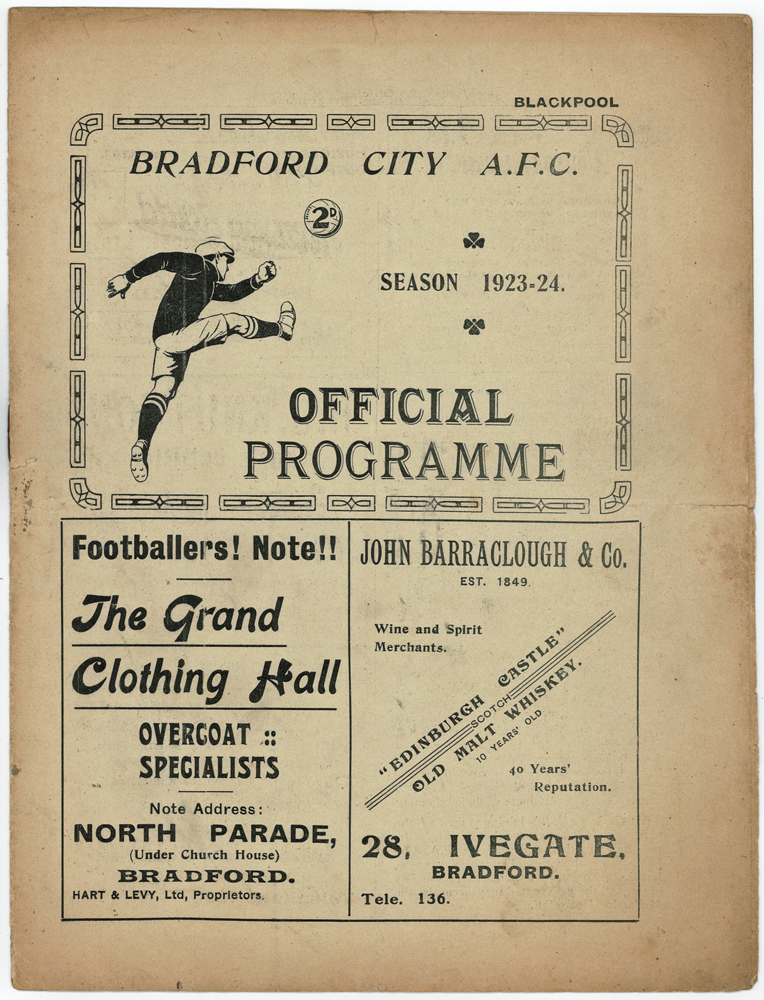 BLACKPOOL
BRADFORD CITY A.F.C.
2D
SEASON 1923-24.
OFFICIAL
PROGRAMME
Footballers! Note!!
The Grand
Clothing Hall
OVERCOAT ::
SPECIALISTS
Note Address:
NORTH PARADE,
(Under Church House)
BRADFORD.
HART & LEVY, Ltd, Proprietors.
JOHN BARRACLOUGH & Co.
EST. 1849.
Wine and Spirit
Merchants.
"EDINBURGH CASTLE"
SCOTCH
OLD MALT WHISKEY.
10 YEARS' OLD
40 Years'
Reputation.
28, IVEGATE,
BRADFORD.
Tele. 136.